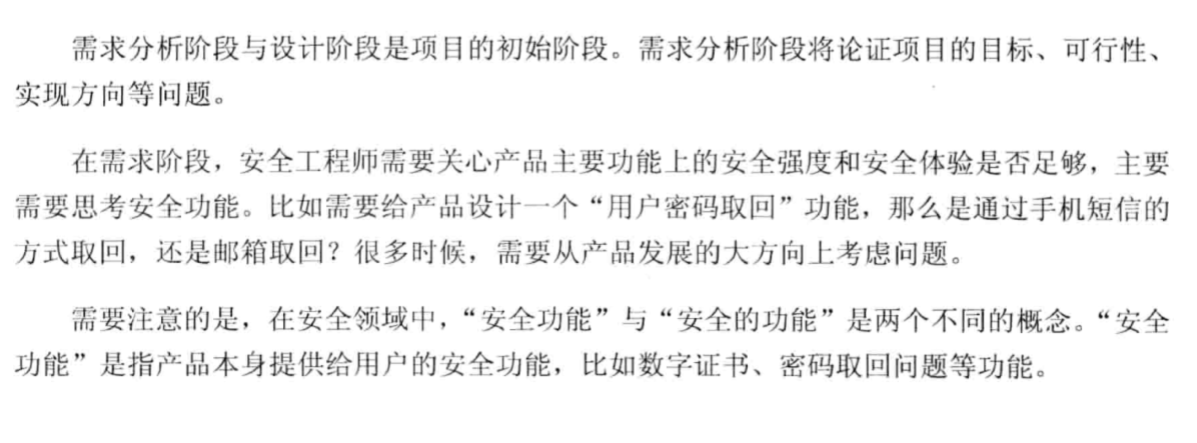 需求分析阶段与设计阶段是项目的初始阶段。需求分析阶段将论证项目的目标、可行性、
实现方向等问题。
在需求阶段，安全工程师需要关心产品主要功能上的安全强度和安全体验是否足够，主要
需要思考安全功能。比如需要给产品设计一个“用户密码取回”功能，那么是通过手机短信的
方式取回，还是邮箱取回？很多时候，需要从产品发展的大方向上考虑问题。
需要注意的是，在安全领域中，“安全功能”与“安全的功能”是两个不同的概念。“安全
功能”是指产品本身提供给用户的安全功能，比如数字证书、密码取回问题等功能。